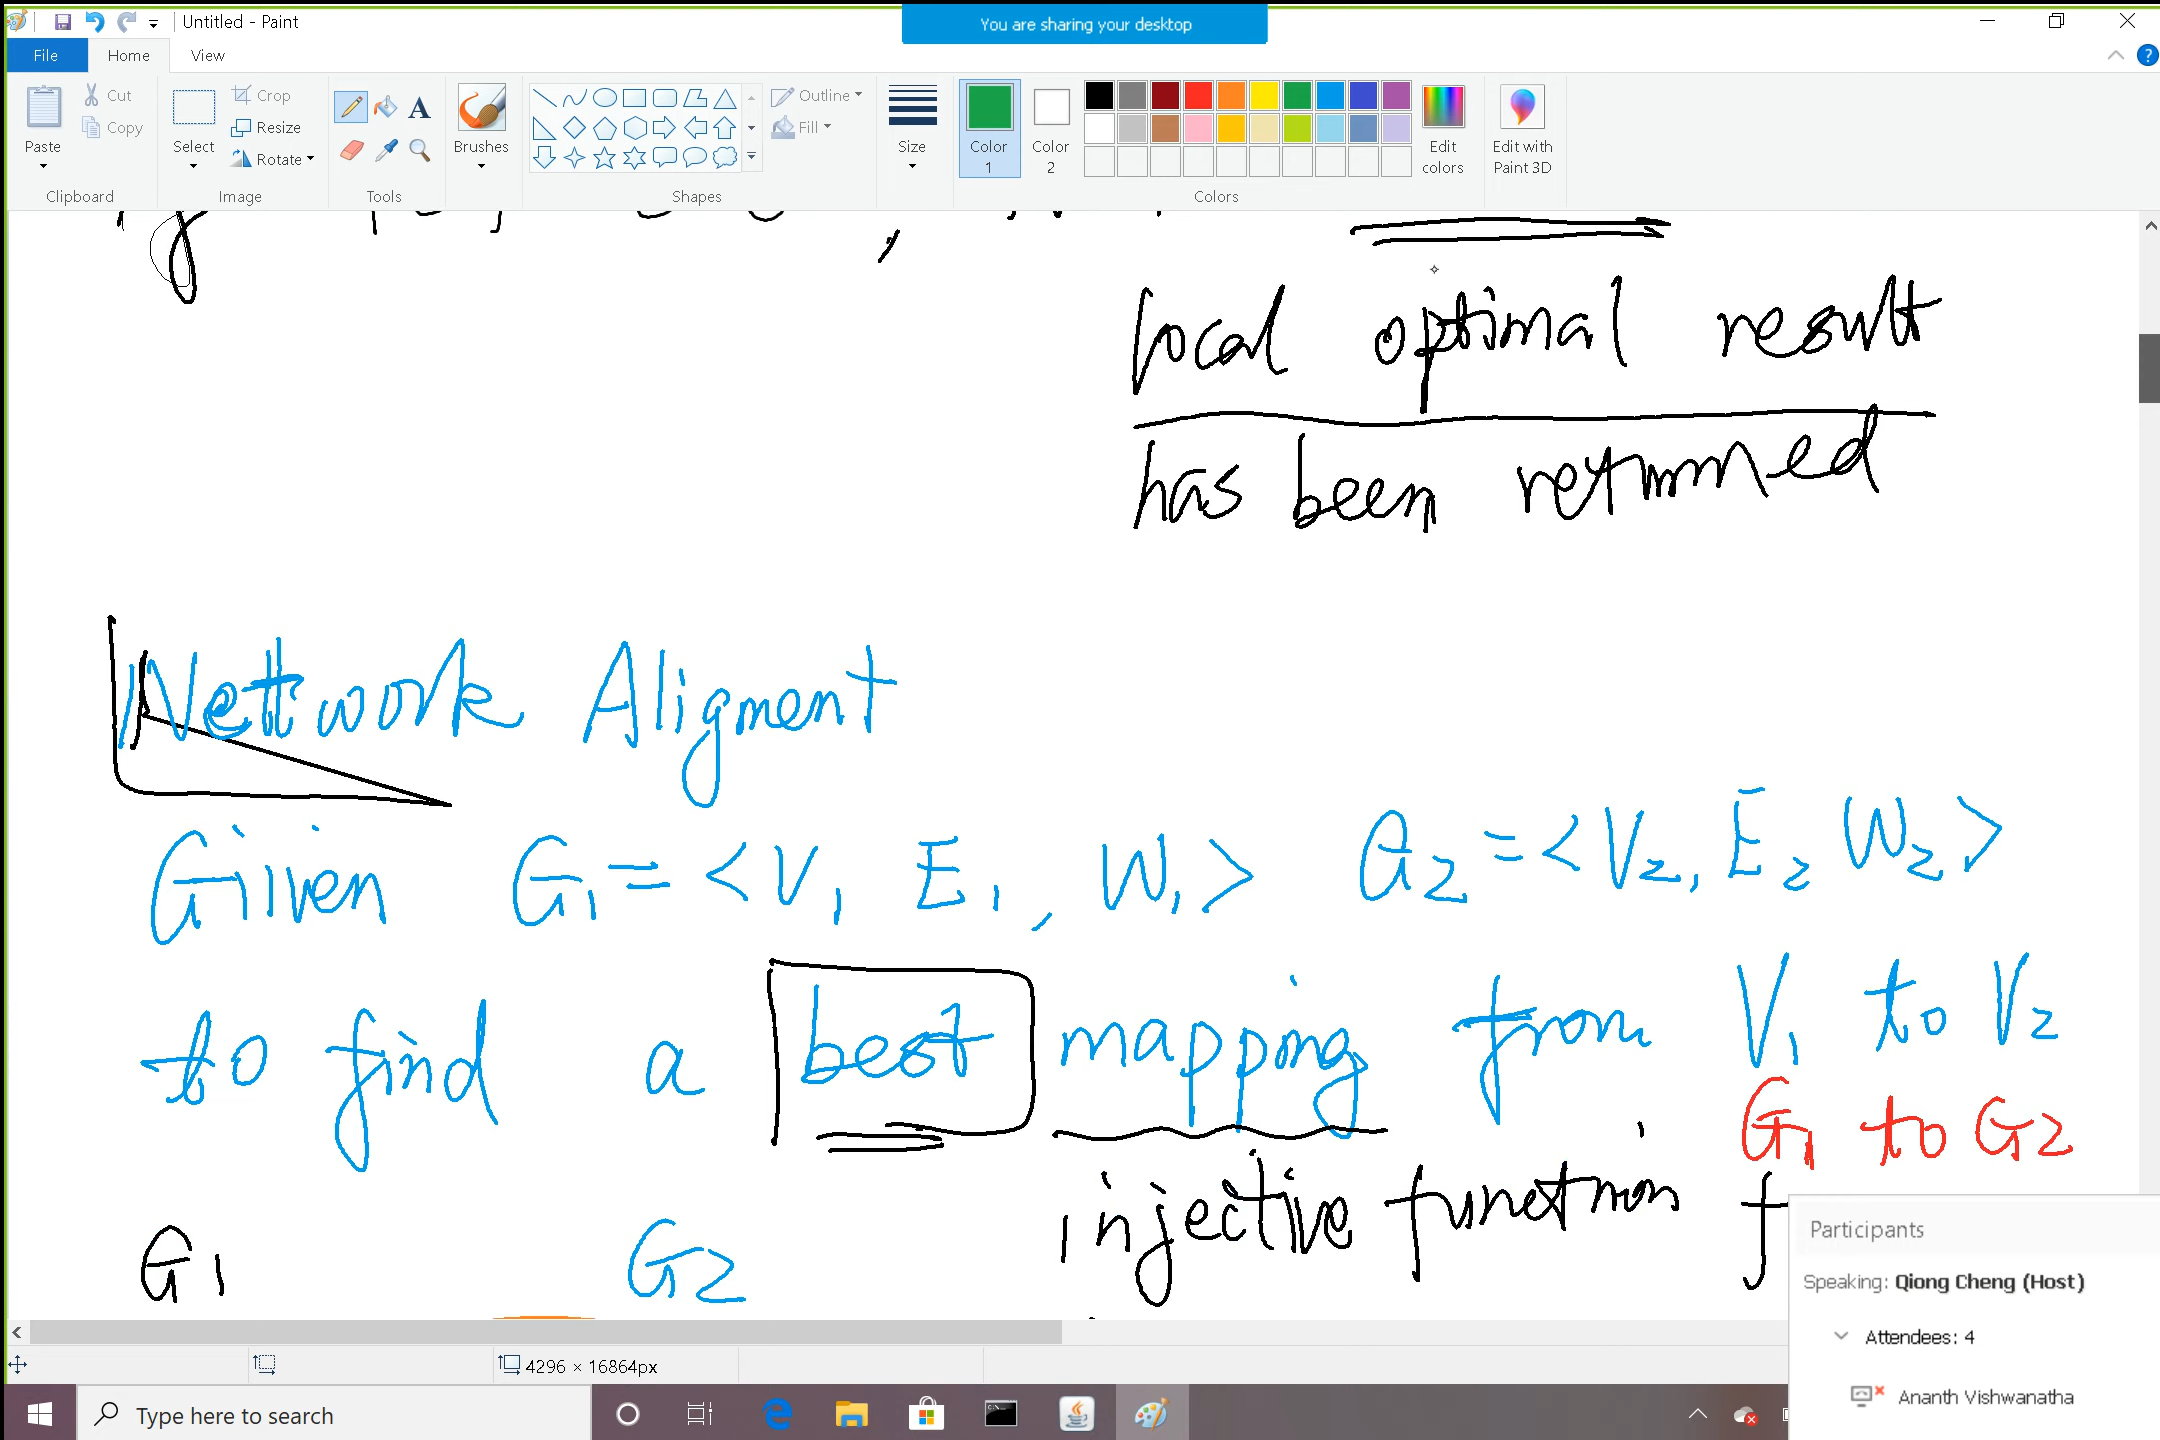 Untitled - Paint
You are sharing your desktop
File Home View
Cut
Copy
Paste
Clipboard
Crop
Resize
Rotate
Select
Image
Tools
Brushes
Outline
Fill
Shapes
Size
Color 1
Color 2
Colors
Edit colors
Edit with Paint 3D
local optimal result
has been returned
Nettwork Aligment
Given G1 = <V1 E1, W1> G2 = <V2, E2 W2>
to find a best mapping from V1 to V2
G1 to G2
injective function f
G1 G2
4296 × 16864px
Participants
Speaking: Qiong Cheng (Host)
Attendees: 4
Ananth Vishwanatha
Type here to search